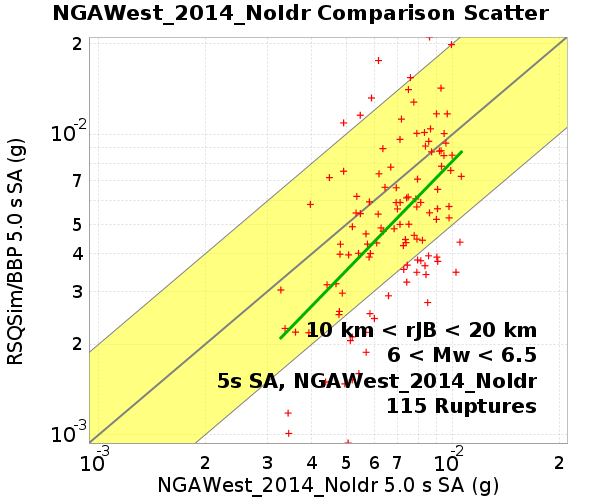 NGAWest_2014_NoIdr Comparison Scatter
RSQSim/BBP 5.0 s SA (g)
2
10-2
7
5
4
3
2
10-3
10 km < rJB < 20 km
6 < Mw < 6.5
5s SA, NGAWest_2014_NoIdr
115 Ruptures
10-3 2 3 4 5 6 7 10-2 2
NGAWest_2014_NoIdr 5.0 s SA (g)